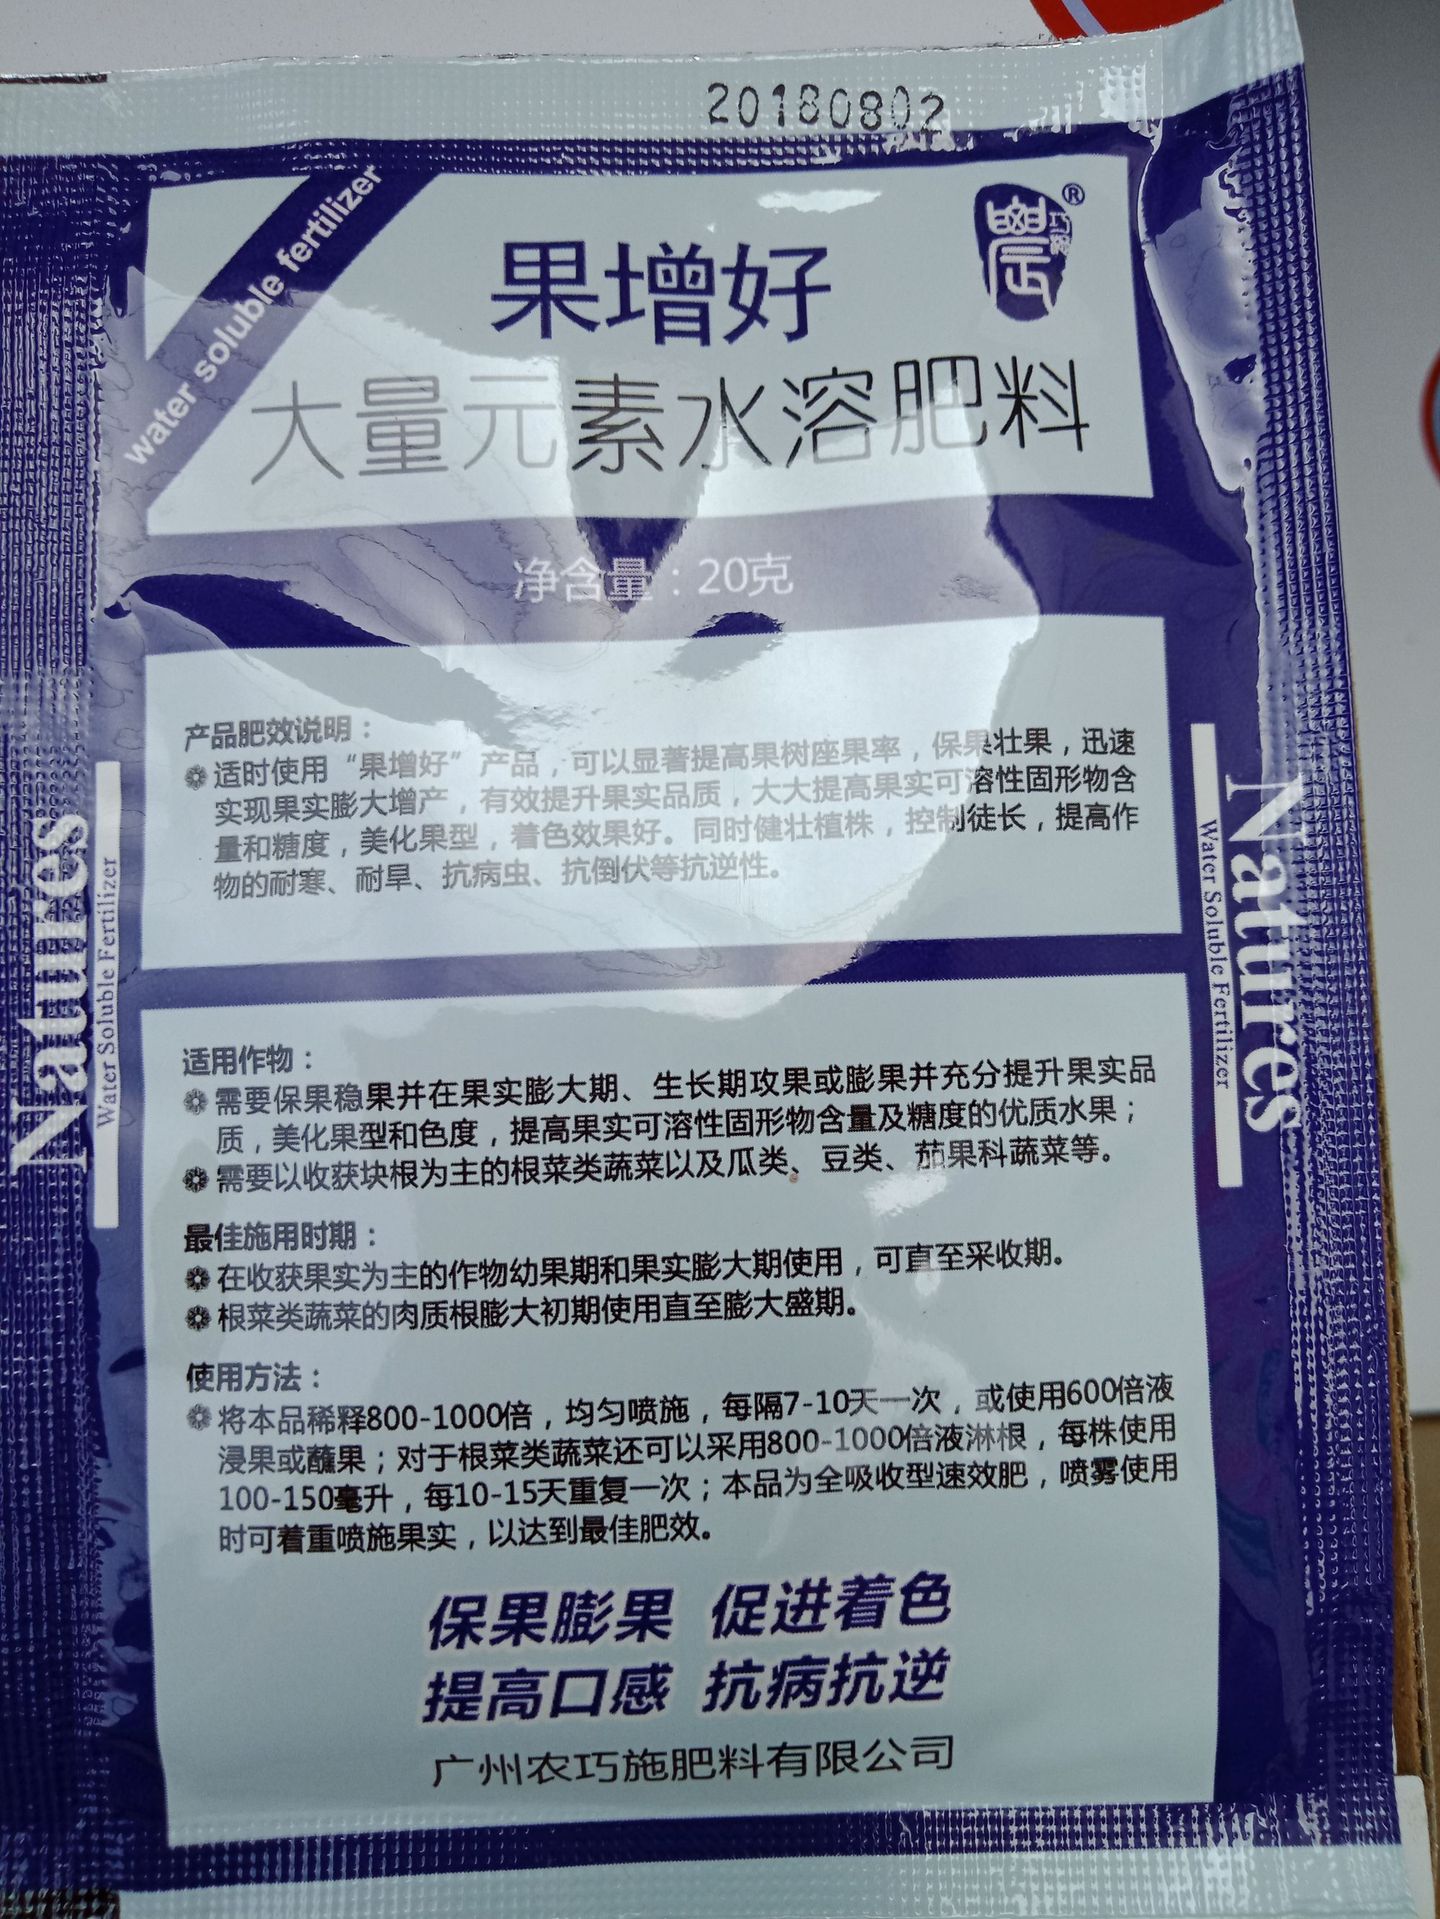 20180802
water soluble fertilizer
農 巧施 ®
果增好
大量元素水溶肥料
净含量：20克
产品肥效说明：
适时使用“果增好”产品，可以显著提高果树座果率，保果壮果，迅速
实现果实膨大增产，有效提升果实品质，大大提高果实可溶性固形物含
量和糖度，美化果型，着色效果好。同时健壮植株，控制徒长，提高作
物的耐寒、耐旱、抗病虫、抗倒伏等抗逆性。
适用作物：
需要保果稳果并在果实膨大期、生长期攻果或膨果并充分提升果实品
质，美化果型和色度，提高果实可溶性固形物含量及糖度的优质水果；
需要以收获块根为主的根菜类蔬菜以及瓜类、豆类、茄果科蔬菜等。
最佳施用时期：
在收获果实为主的作物幼果期和果实膨大期使用，可直至采收期。
根菜类蔬菜的肉质根膨大初期使用直至膨大盛期。
使用方法：
将本品稀释800-1000倍，均匀喷施，每隔7-10天一次，或使用600倍液
浸果或蘸果；对于根菜类蔬菜还可以采用800-1000倍液淋根，每株使用
100-150毫升，每10-15天重复一次；本品为全吸收型速效肥，喷雾使用
时可着重喷施果实，以达到最佳肥效。
保果膨果 促进着色
提高口感 抗病抗逆
广州农巧施肥料有限公司
Natures
Water Soluble Fertilizer
Natures
Water Soluble Fertilizer